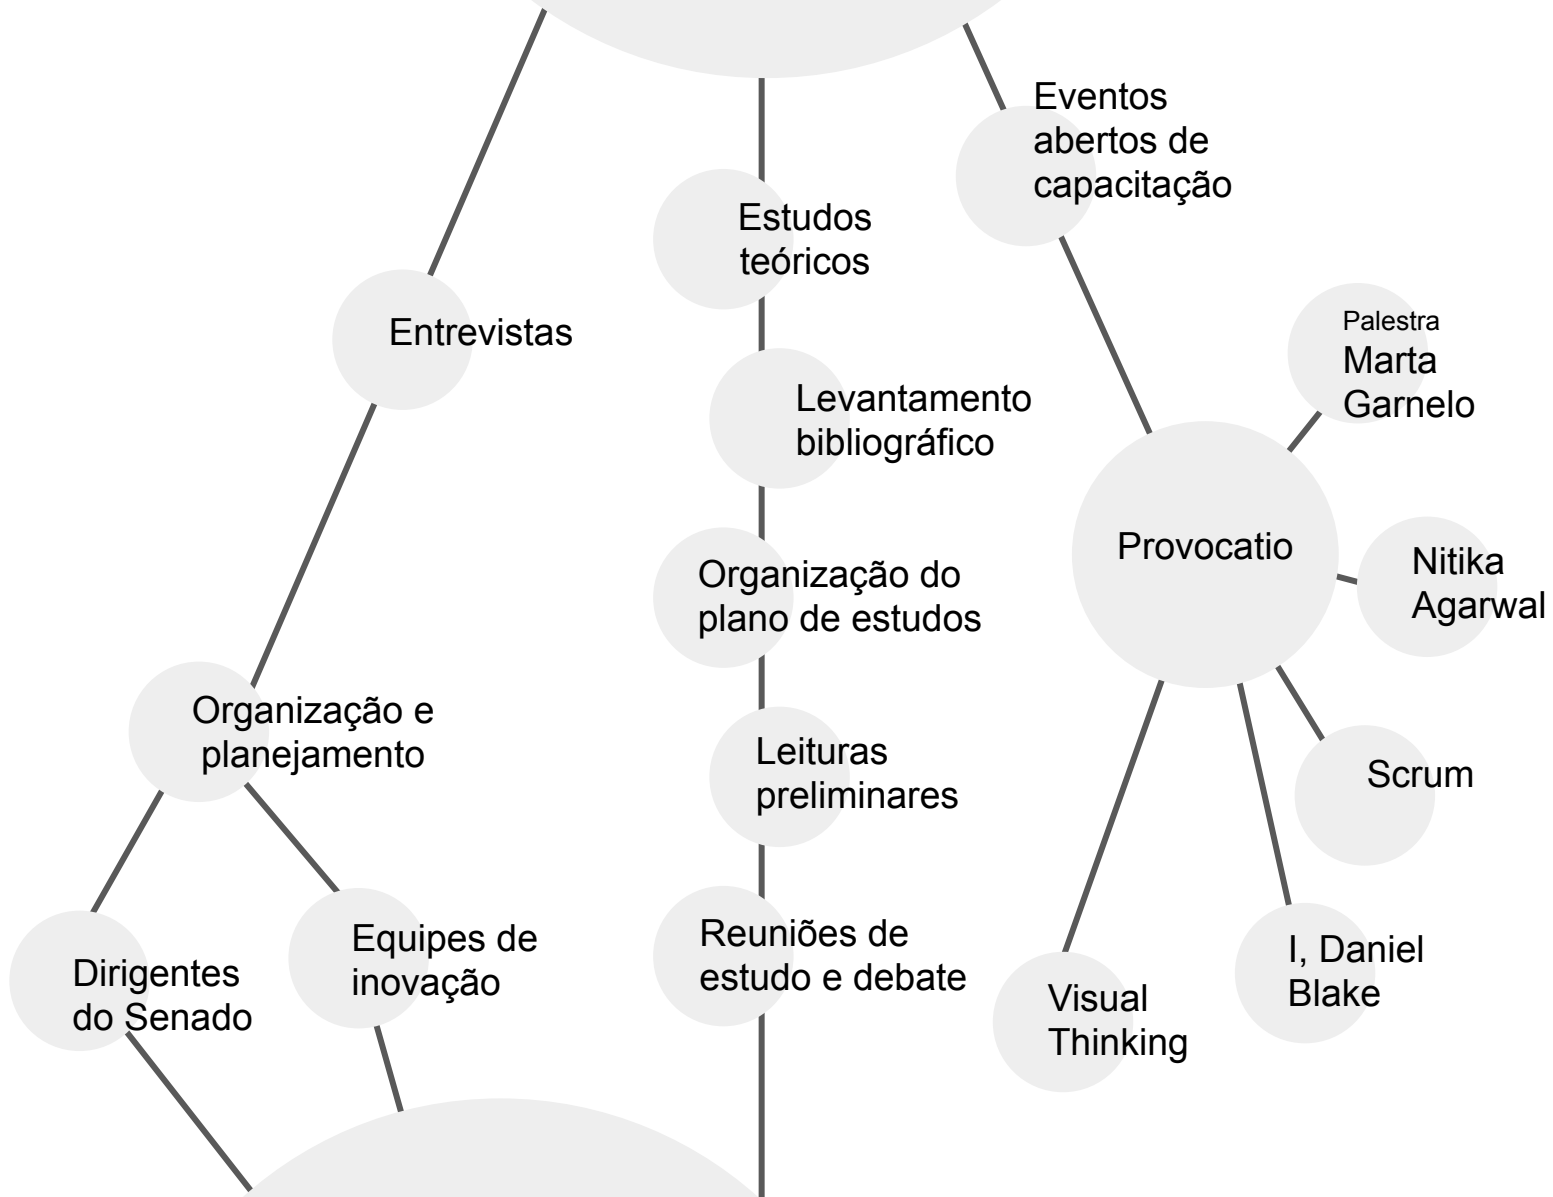 Eventos
abertos de
capacitação
Estudos
teóricos
Entrevistas
Palestra
Marta
Garnelo
Levantamento
bibliográfico
Provocatio
Nitika
Agarwal
Organização do
plano de estudos
Organização e
planejamento
Leituras
preliminares
Scrum
Reuniões de
estudo e debate
Equipes de
inovação
I, Daniel
Blake
Dirigentes
do Senado
Visual
Thinking